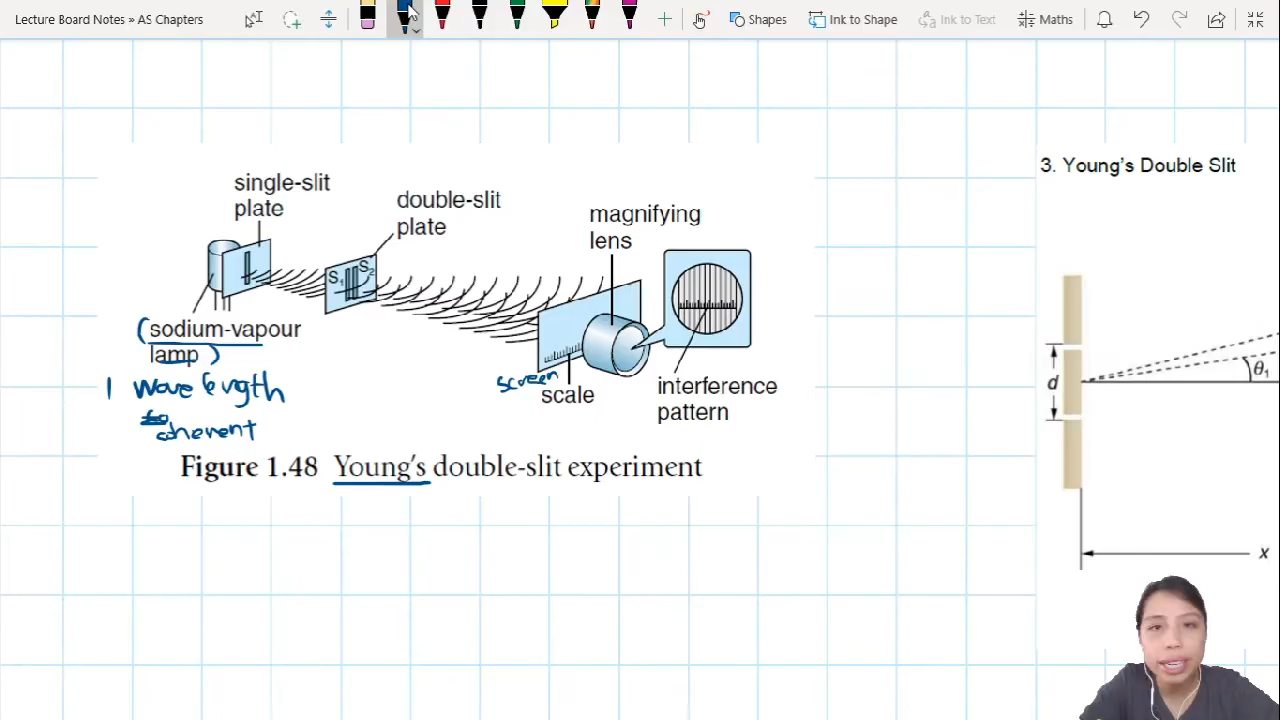 Lecture Board Notes » AS Chapters
Shapes
Ink to Shape
Ink to Text
Maths
3. Young's Double Slit
single-slit
plate
double-slit
plate
magnifying
lens
S1
S2
(sodium-vapour
lamp)
1 wavelength
coherent
screen
scale
interference
pattern
Figure 1.48 Young's double-slit experiment
d
θ1
x